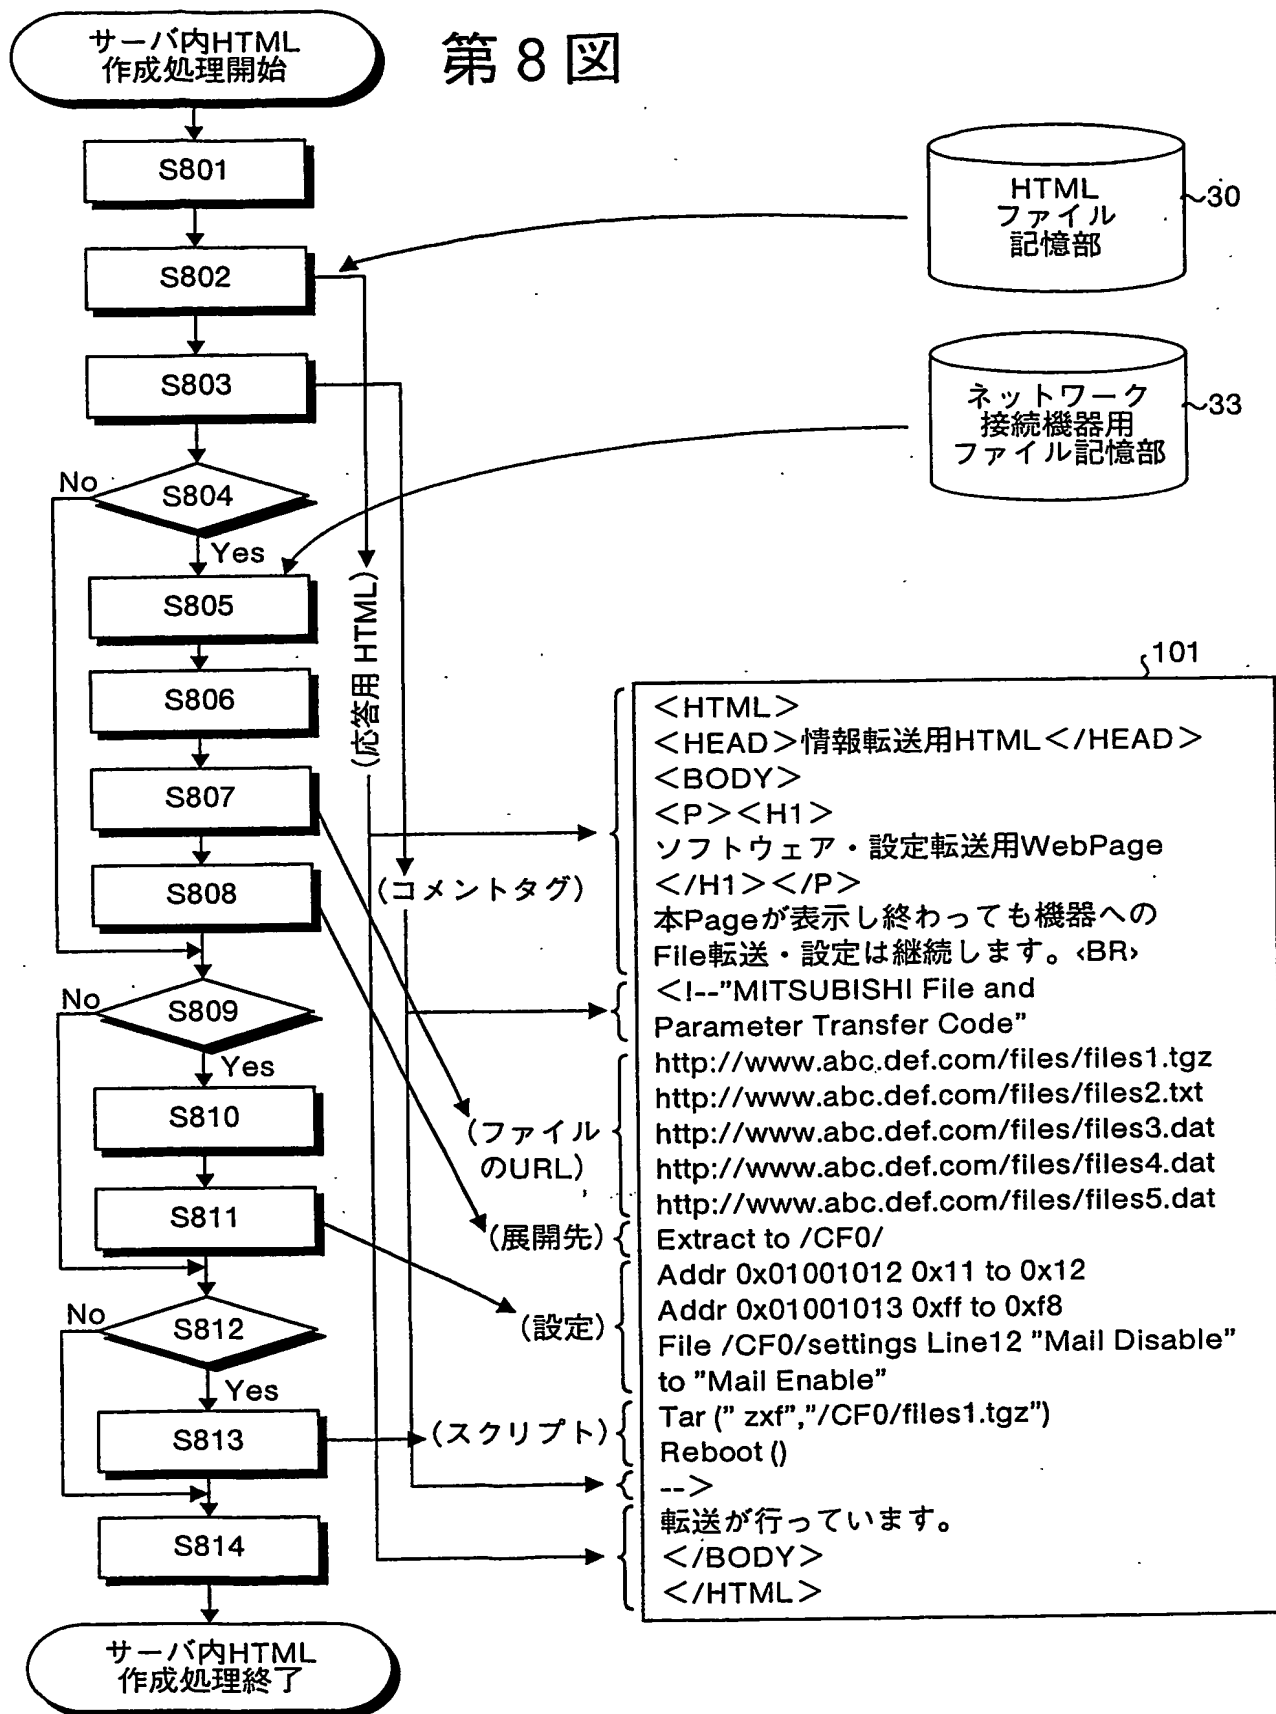 第8図
サーバ内HTML
作成処理開始
S801
S802
S803
No
S804
Yes
S805
S806
S807
S808
No
S809
Yes
S810
S811
No
S812
Yes
S813
S814
サーバ内HTML
作成処理終了
HTML
ファイル
記憶部
30
ネットワーク
接続機器用
ファイル記憶部
33
(応答用 HTML)
(コメントタグ)
(ファイル
のURL)
(展開先)
(設定)
(スクリプト)
101
<HTML>
<HEAD>情報転送用HTML</HEAD>
<BODY>
<P><H1>
ソフトウェア・設定転送用WebPage
</H1></P>
本Pageが表示し終わっても機器への
File転送・設定は継続します。<BR>
<!--"MITSUBISHI File and
Parameter Transfer Code"
http://www.abc.def.com/files/files1.tgz
http://www.abc.def.com/files/files2.txt
http://www.abc.def.com/files/files3.dat
http://www.abc.def.com/files/files4.dat
http://www.abc.def.com/files/files5.dat
Extract to /CF0/
Addr 0x01001012 0x11 to 0x12
Addr 0x01001013 0xff to 0xf8
File /CF0/settings Line12 "Mail Disable"
to "Mail Enable"
Tar (" zxf","/CF0/files1.tgz")
Reboot ()
-->
転送が行っています。
</BODY>
</HTML>